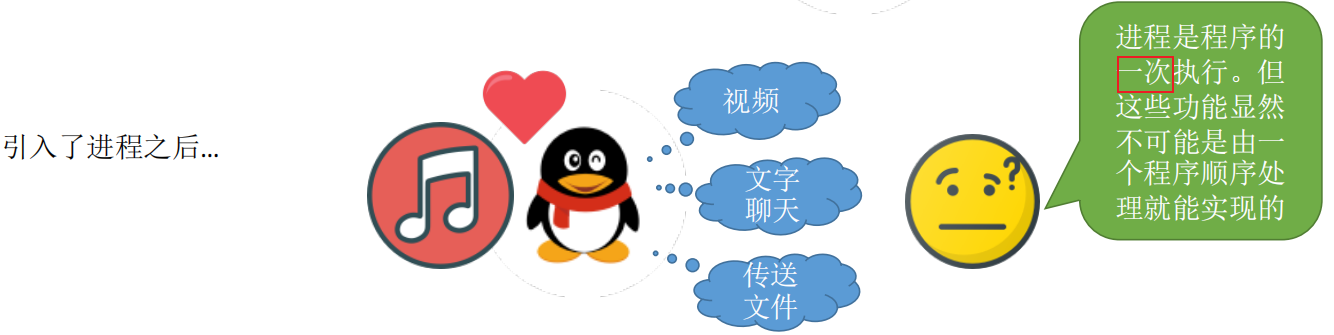 引入了进程之后...
视频
文字
聊天
传送
文件
进程是程序的
一次执行。但
这些功能显然
不可能是由一
个程序顺序处
理就能实现的
?